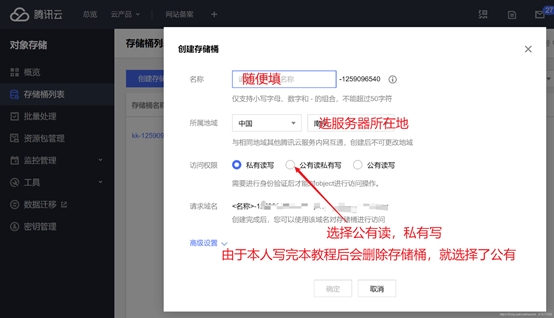 腾讯云
总览
云产品
网站备案
+
27
对象存储
概览
存储桶列表
批量处理
资源包管理
监控管理
工具
数据迁移
密钥管理
存储桶列
创建存储
存储桶名称
kk-125909
创建存储桶
名称
随便填
名称
-1259096540
仅支持小写字母、数字和 - 的组合，不能超过50字符
所属地域
中国
南
选服务器所在地
与相同地域其他腾讯云服务内网互通，创建后不可更改地域
访问权限
私有读写
公有读私有写
公有读写
需要进行身份验证后才能对object进行访问操作。
请求域名
<名称>-12
创建完成后，您可以使用该域名对存储桶进行访问
选择公有读，私有写
高级设置
由于本人写完本教程后会删除存储桶，就选择了公有
确定
取消